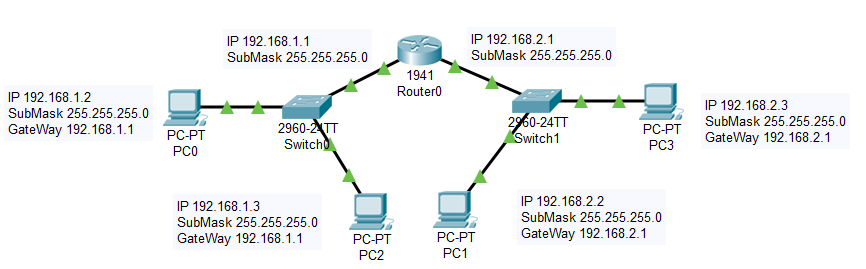 IP 192.168.1.1
SubMask 255.255.255.0
IP 192.168.2.1
SubMask 255.255.255.0
1941
Router0
IP 192.168.1.2
SubMask 255.255.255.0
GateWay 192.168.1.1
PC-PT
PC0
2960-24TT
Switch0
2960-24TT
Switch1
PC-PT
PC3
IP 192.168.2.3
SubMask 255.255.255.0
GateWay 192.168.2.1
IP 192.168.1.3
SubMask 255.255.255.0
GateWay 192.168.1.1
PC-PT
PC2
PC-PT
PC1
IP 192.168.2.2
SubMask 255.255.255.0
GateWay 192.168.2.1